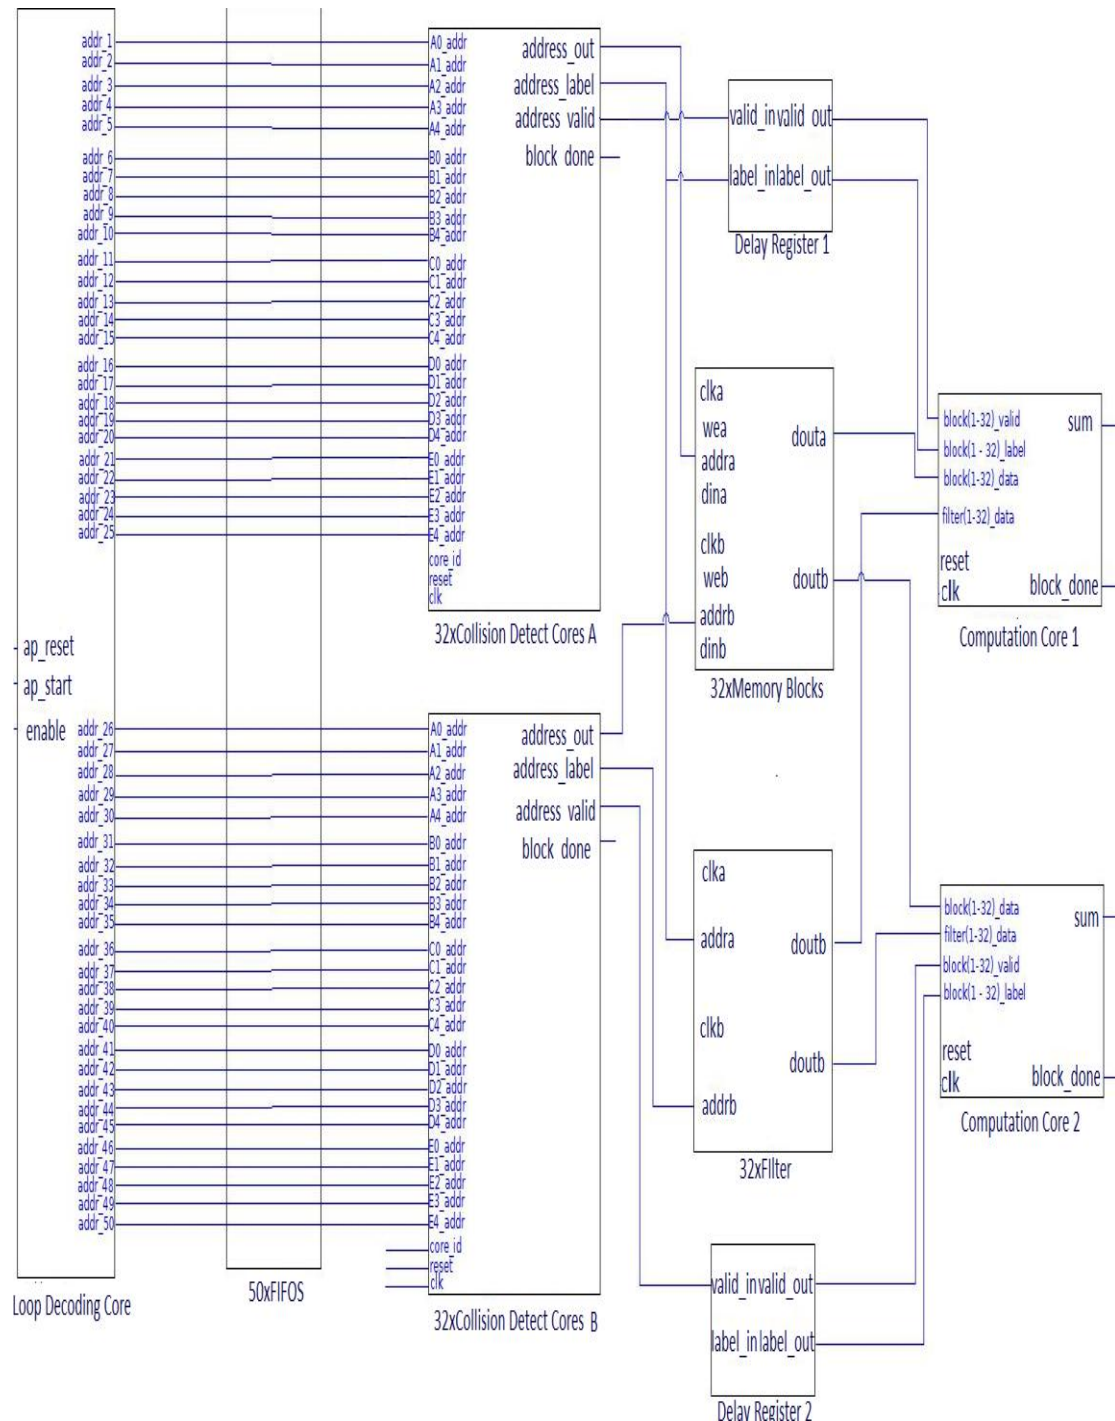 addr_1
addr_2
addr_3
addr_4
addr_5
addr_6
addr_7
addr_8
addr_9
addr_10
addr_11
addr_12
addr_13
addr_14
addr_15
addr_16
addr_17
addr_18
addr_19
addr_20
addr_21
addr_22
addr_23
addr_24
addr_25
ap_reset
ap_start
enable
addr_26
addr_27
addr_28
addr_29
addr_30
addr_31
addr_32
addr_33
addr_34
addr_35
addr_36
addr_37
addr_38
addr_39
addr_40
addr_41
addr_42
addr_43
addr_44
addr_45
addr_46
addr_47
addr_48
addr_49
addr_50
Loop Decoding Core
50xFIFOS
A0_addr
A1_addr
A2_addr
A3_addr
A4_addr
B0_addr
B1_addr
B2_addr
B3_addr
B4_addr
C0_addr
C1_addr
C2_addr
C3_addr
C4_addr
D0_addr
D1_addr
D2_addr
D3_addr
D4_addr
E0_addr
E1_addr
E2_addr
E3_addr
E4_addr
core_id
reset
clk
address_out
address_label
address_valid
block_done
32xCollision Detect Cores A
A0_addr
A1_addr
A2_addr
A3_addr
A4_addr
B0_addr
B1_addr
B2_addr
B3_addr
B4_addr
C0_addr
C1_addr
C2_addr
C3_addr
C4_addr
D0_addr
D1_addr
D2_addr
D3_addr
D4_addr
E0_addr
E1_addr
E2_addr
E3_addr
E4_addr
core_id
reset
clk
address_out
address_label
address_valid
block_done
32xCollision Detect Cores B
valid_in valid_out
label_in label_out
Delay Register 1
clka
wea
addra
dina
clkb
web
addrb
dinb
douta
doutb
32xMemory Blocks
clka
addra
clkb
addrb
doutb
doutb
32xFIlter
valid_in valid_out
label_in label_out
Delay Register 2
block(1-32)_valid
block(1 - 32)_label
block(1-32)_data
filter(1-32)_data
reset
clk
sum
block_done
Computation Core 1
block(1-32)_data
filter(1-32)_data
block(1-32)_valid
block(1 - 32)_label
reset
clk
sum
block_done
Computation Core 2